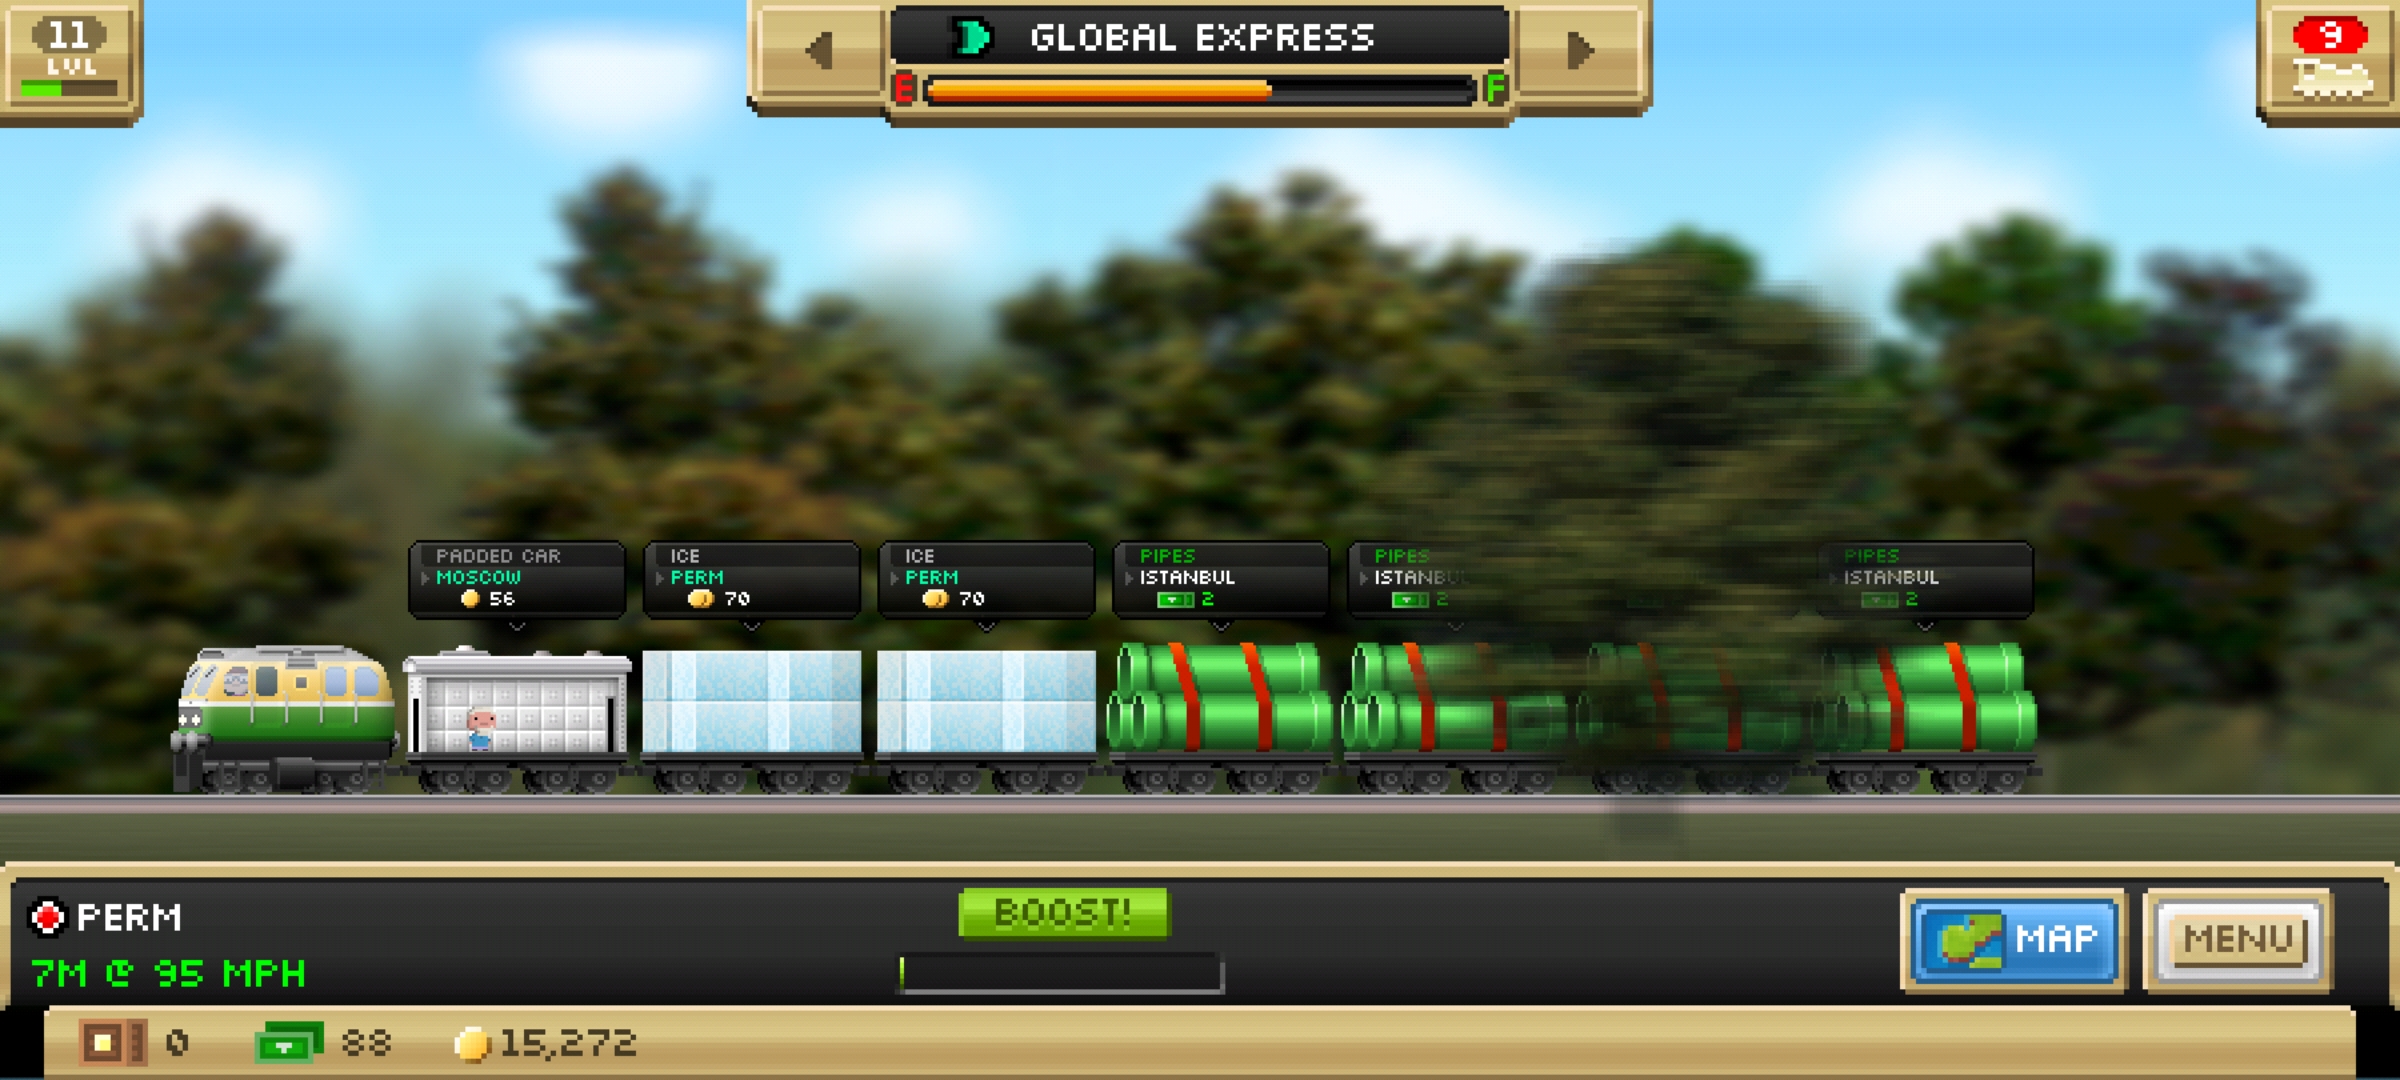 11
LVL
GLOBAL EXPRESS
E F
9
PADDED CAR
MOSCOW
56
ICE
PERM
70
ICE
PERM
70
PIPES
ISTANBUL
2
PIPES
ISTANBUL
2
PIPES
ISTANBUL
2
PERM
7M @ 95 MPH
BOOST!
MAP
MENU
0
88
15,272